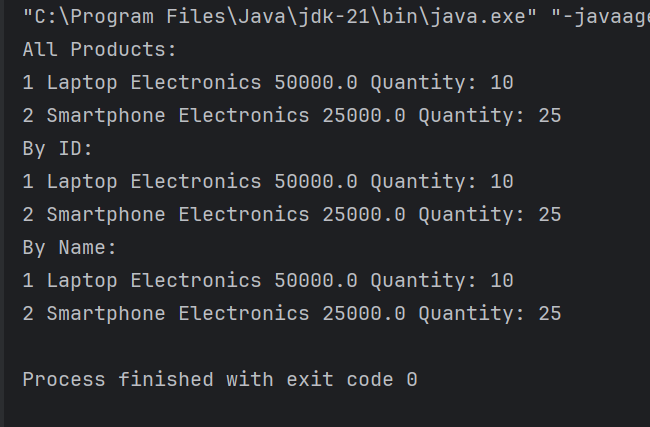 "C:\Program Files\Java\jdk-21\bin\java.exe" "-javaage
All Products:
1 Laptop Electronics 50000.0 Quantity: 10
2 Smartphone Electronics 25000.0 Quantity: 25
By ID:
1 Laptop Electronics 50000.0 Quantity: 10
2 Smartphone Electronics 25000.0 Quantity: 25
By Name:
1 Laptop Electronics 50000.0 Quantity: 10
2 Smartphone Electronics 25000.0 Quantity: 25
Process finished with exit code 0